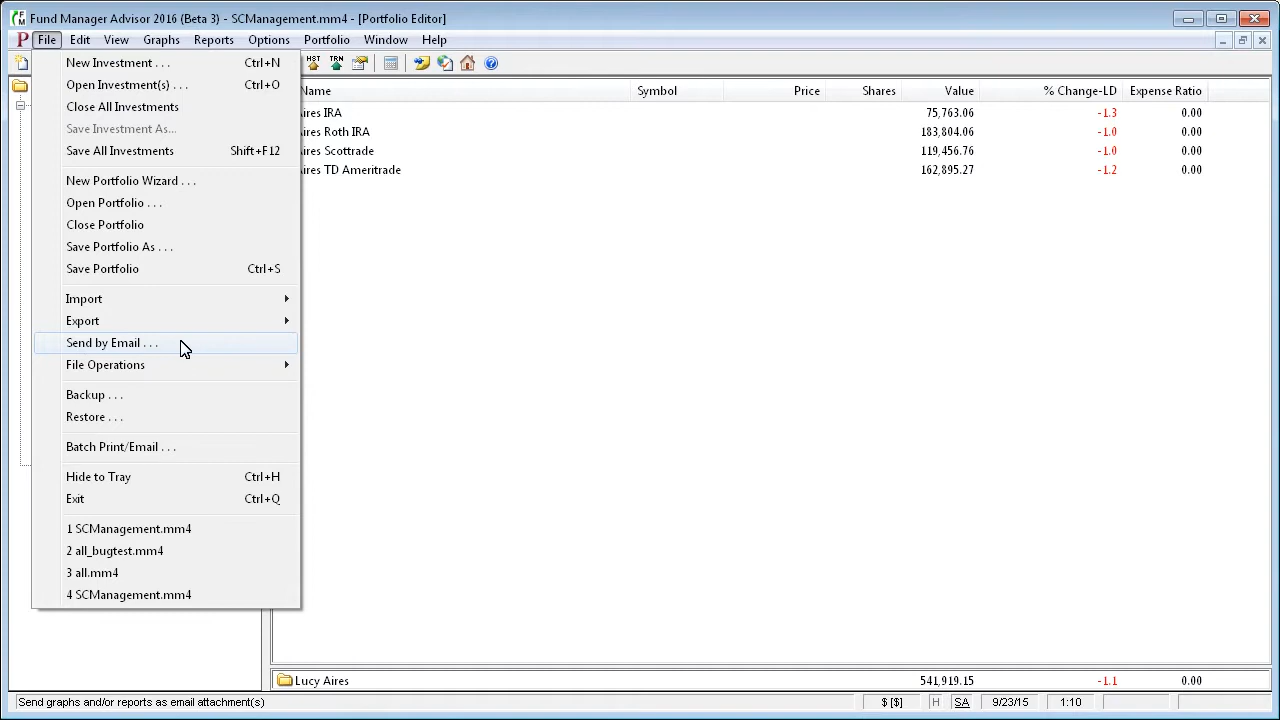 Fund Manager Advisor 2016 (Beta 3) - SCManagement.mm4 - [Portfolio Editor]
P File Edit View Graphs Reports Options Portfolio Window Help
HST TRN
New Investment . . . Ctrl+N
Open Investment(s) . . . Ctrl+O
Close All Investments
Save Investment As...
Save All Investments Shift+F12
New Portfolio Wizard . . .
Open Portfolio . . .
Close Portfolio
Save Portfolio As . . .
Save Portfolio Ctrl+S
Import
Export
Send by Email . . .
File Operations
Backup . . .
Restore . . .
Batch Print/Email . . .
Hide to Tray Ctrl+H
Exit Ctrl+Q
1 SCManagement.mm4
2 all_bugtest.mm4
3 all.mm4
4 SCManagement.mm4
Name Symbol Price Shares Value % Change-LD Expense Ratio
ires IRA 75,763.06 -1.3 0.00
ires Roth IRA 183,804.06 -1.0 0.00
ires Scottrade 119,456.76 -1.0 0.00
ires TD Ameritrade 162,895.27 -1.2 0.00
Lucy Aires 541,919.15 -1.1 0.00
Send graphs and/or reports as email attachment(s) $ [$] H SA 9/23/15 1:10